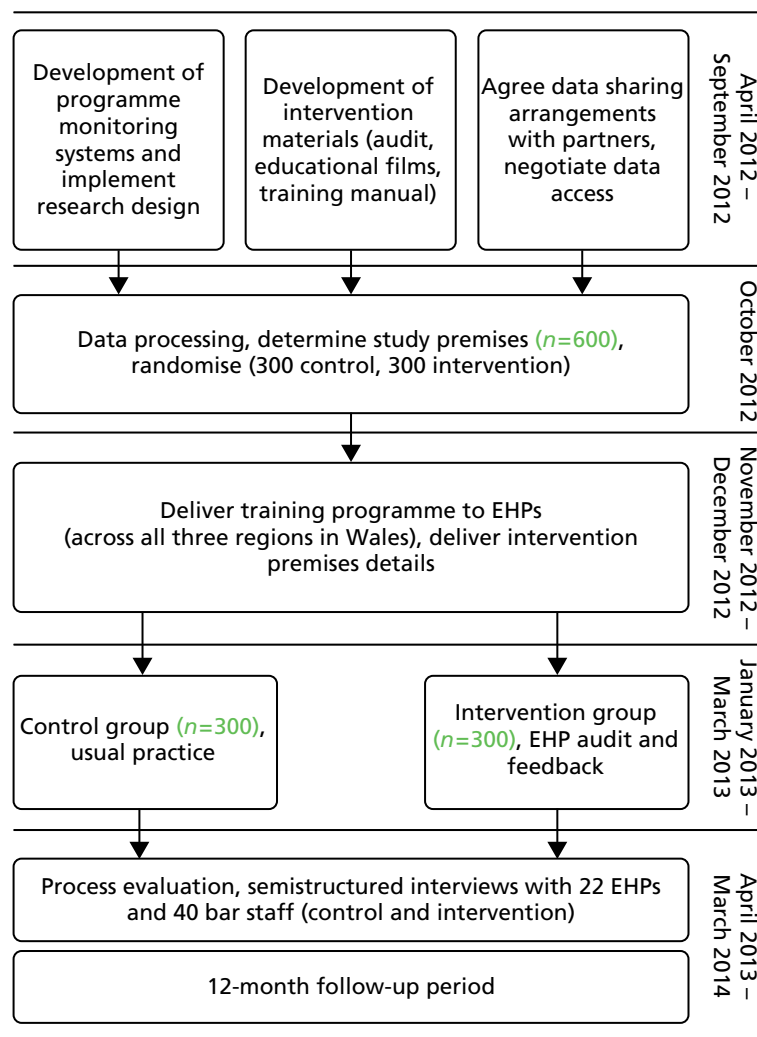 Development of
programme
monitoring
systems and
implement
research design
Development of
intervention
materials (audit,
educational films,
training manual)
Agree data sharing
arrangements
with partners,
negotiate data
access
April 2012 –
September 2012
Data processing, determine study premises (n=600),
randomise (300 control, 300 intervention)
October 2012
Deliver training programme to EHPs
(across all three regions in Wales), deliver intervention
premises details
November 2012 –
December 2012
Control group (n=300),
usual practice
Intervention group
(n=300), EHP audit and
feedback
January 2013 –
March 2013
Process evaluation, semistructured interviews with 22 EHPs
and 40 bar staff (control and intervention)
12-month follow-up period
April 2013 –
March 2014